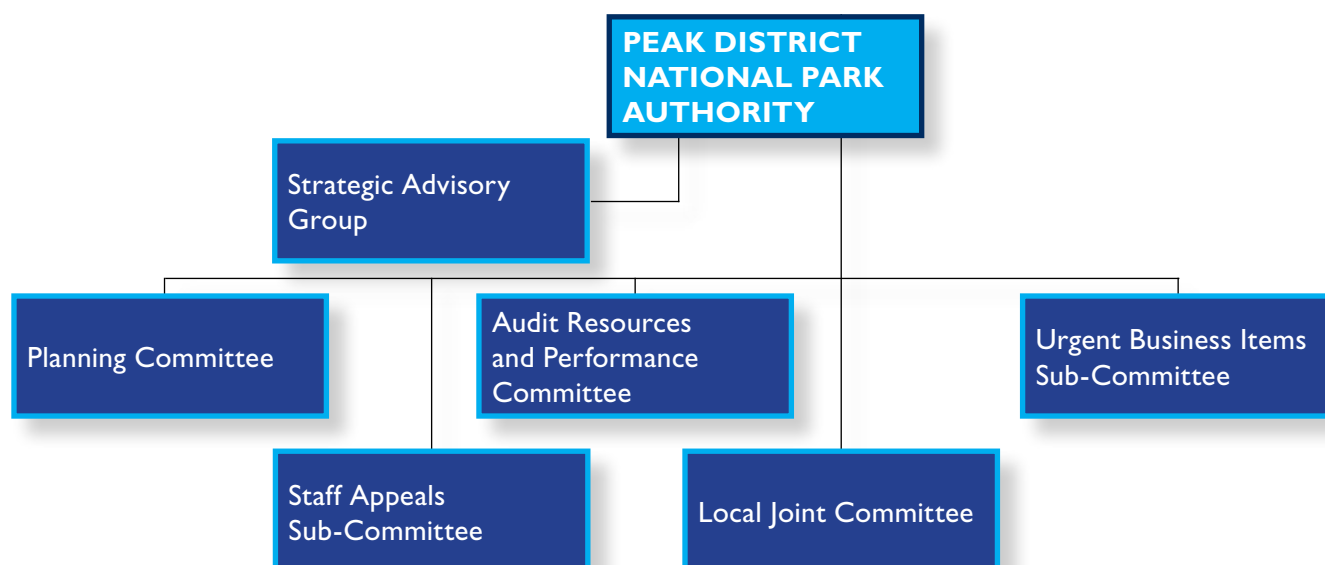 PEAK DISTRICT
NATIONAL PARK
AUTHORITY
Strategic Advisory
Group
Planning Committee
Audit Resources
and Performance
Committee
Urgent Business Items
Sub-Committee
Staff Appeals
Sub-Committee
Local Joint Committee